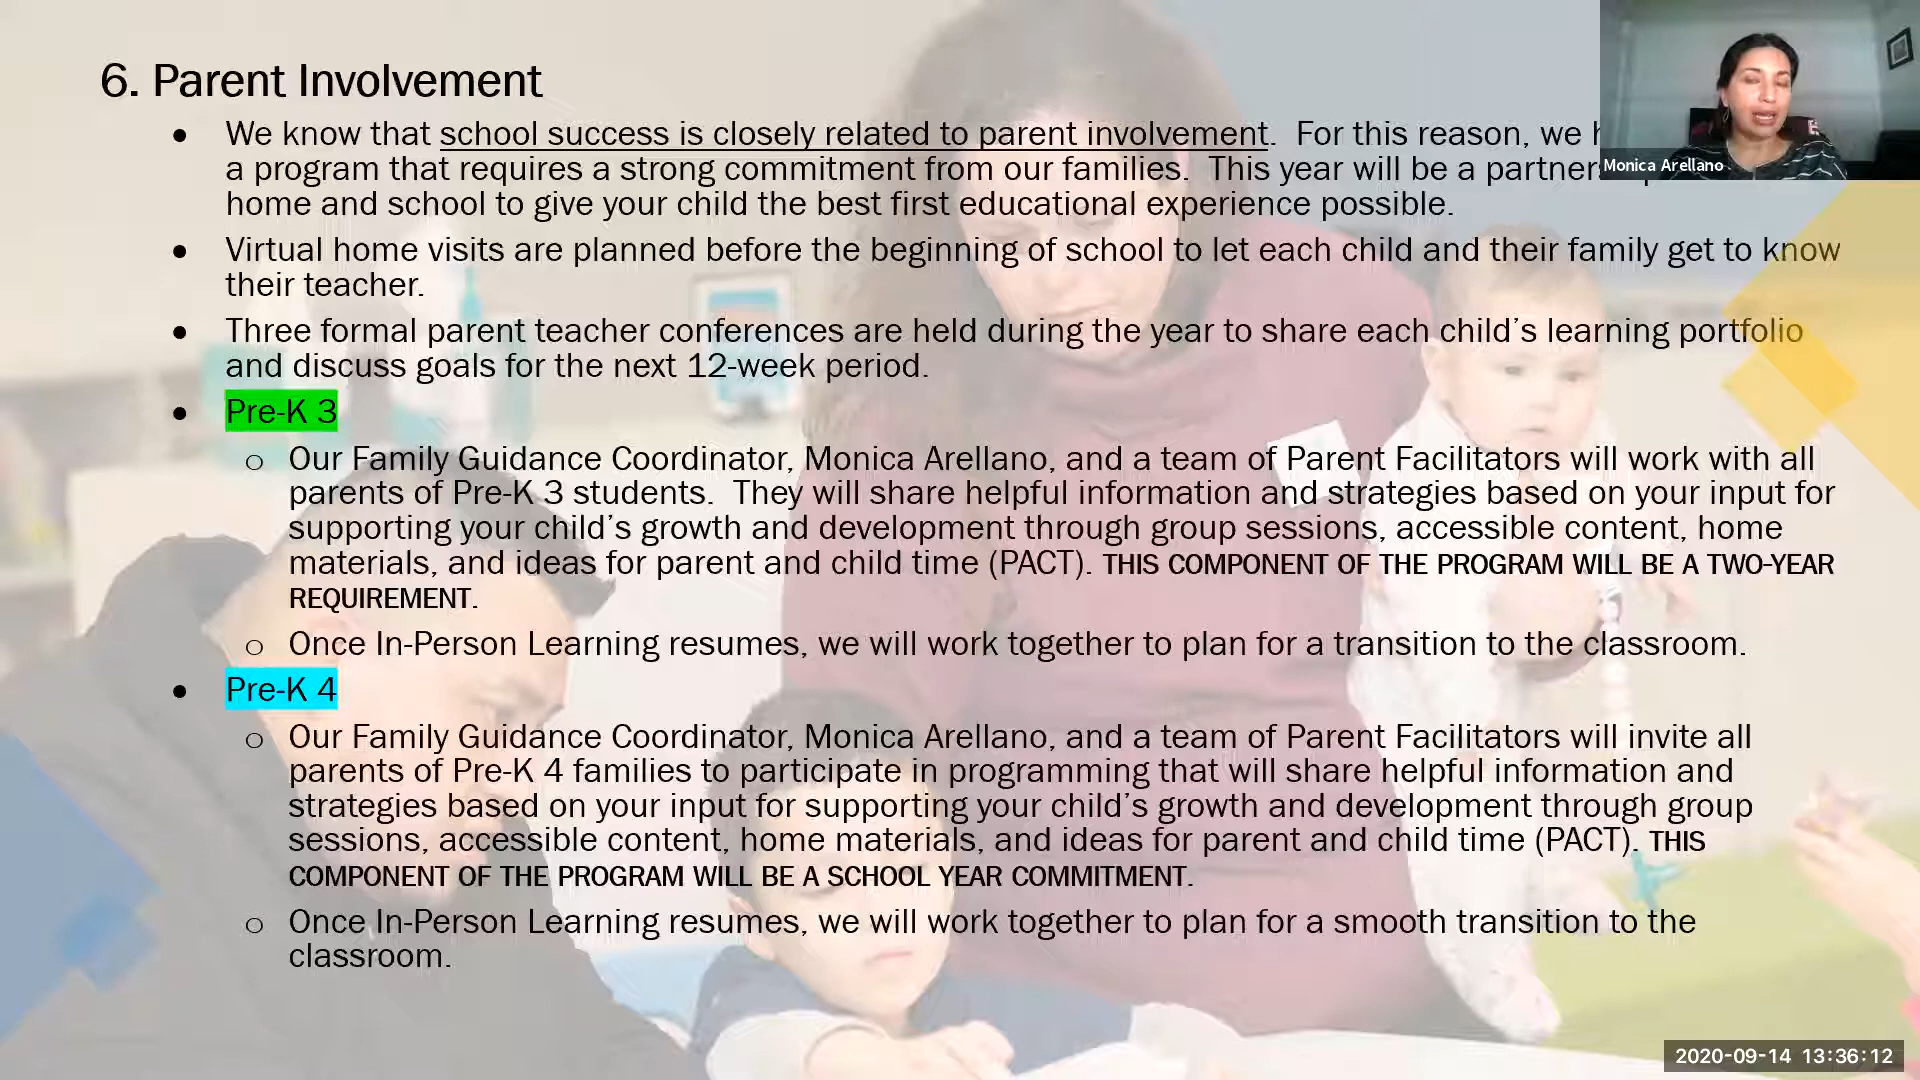 6. Parent Involvement
• We know that school success is closely related to parent involvement. For this reason, we
a program that requires a strong commitment from our families. This year will be a
home and school to give your child the best first educational experience possible.
• Virtual home visits are planned before the beginning of school to let each child and their family get to know
their teacher.
• Three formal parent teacher conferences are held during the year to share each child’s learning portfolio
and discuss goals for the next 12-week period.
• Pre-K 3
o Our Family Guidance Coordinator, Monica Arellano, and a team of Parent Facilitators will work with all
parents of Pre-K 3 students. They will share helpful information and strategies based on your input for
supporting your child’s growth and development through group sessions, accessible content, home
materials, and ideas for parent and child time (PACT). THIS COMPONENT OF THE PROGRAM WILL BE A TWO-YEAR
REQUIREMENT.
o Once In-Person Learning resumes, we will work together to plan for a transition to the classroom.
• Pre-K 4
o Our Family Guidance Coordinator, Monica Arellano, and a team of Parent Facilitators will invite all
parents of Pre-K 4 families to participate in programming that will share helpful information and
strategies based on your input for supporting your child’s growth and development through group
sessions, accessible content, home materials, and ideas for parent and child time (PACT). THIS
COMPONENT OF THE PROGRAM WILL BE A SCHOOL YEAR COMMITMENT.
o Once In-Person Learning resumes, we will work together to plan for a smooth transition to the
classroom.
Monica Arellano
2020-09-14 13:36:12